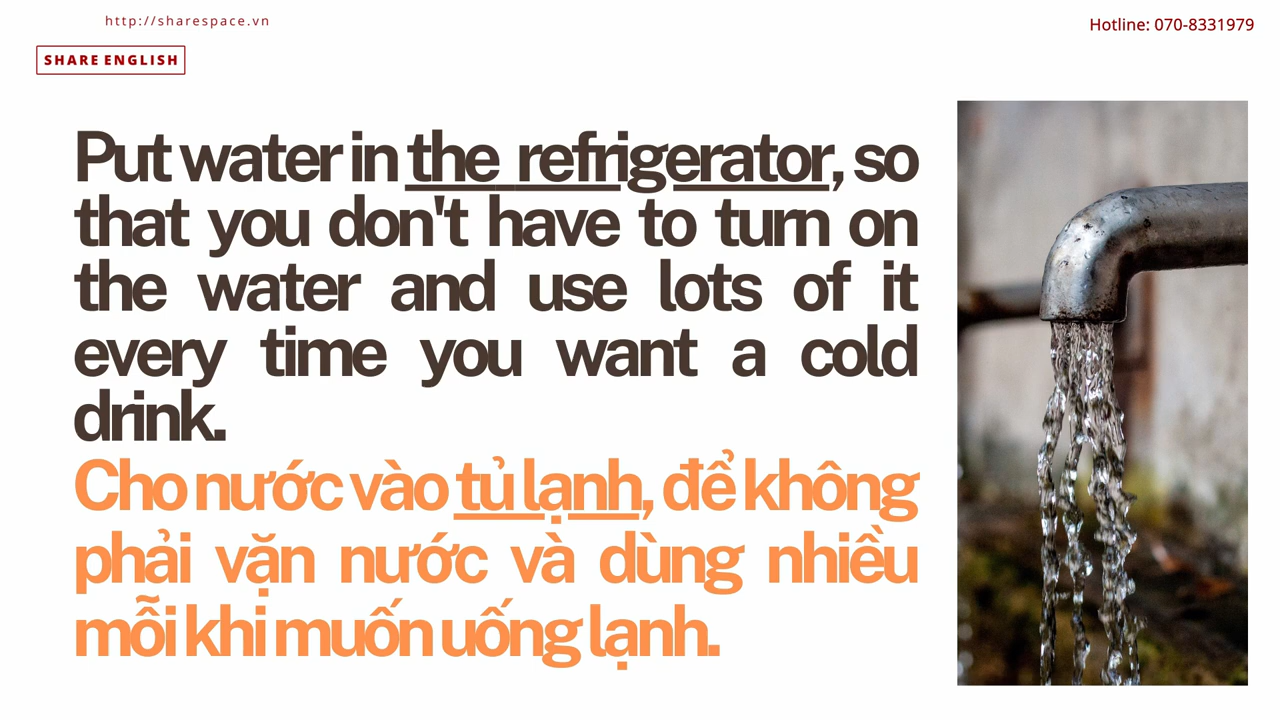 http://sharespace.vn
Hotline: 070-8331979
SHARE ENGLISH
Put water in the refrigerator, so
that you don't have to turn on
the water and use lots of it
every time you want a cold
drink.
Cho nước vào tủ lạnh, để không
phải vặn nước và dùng nhiều
mỗi khi muốn uống lạnh.